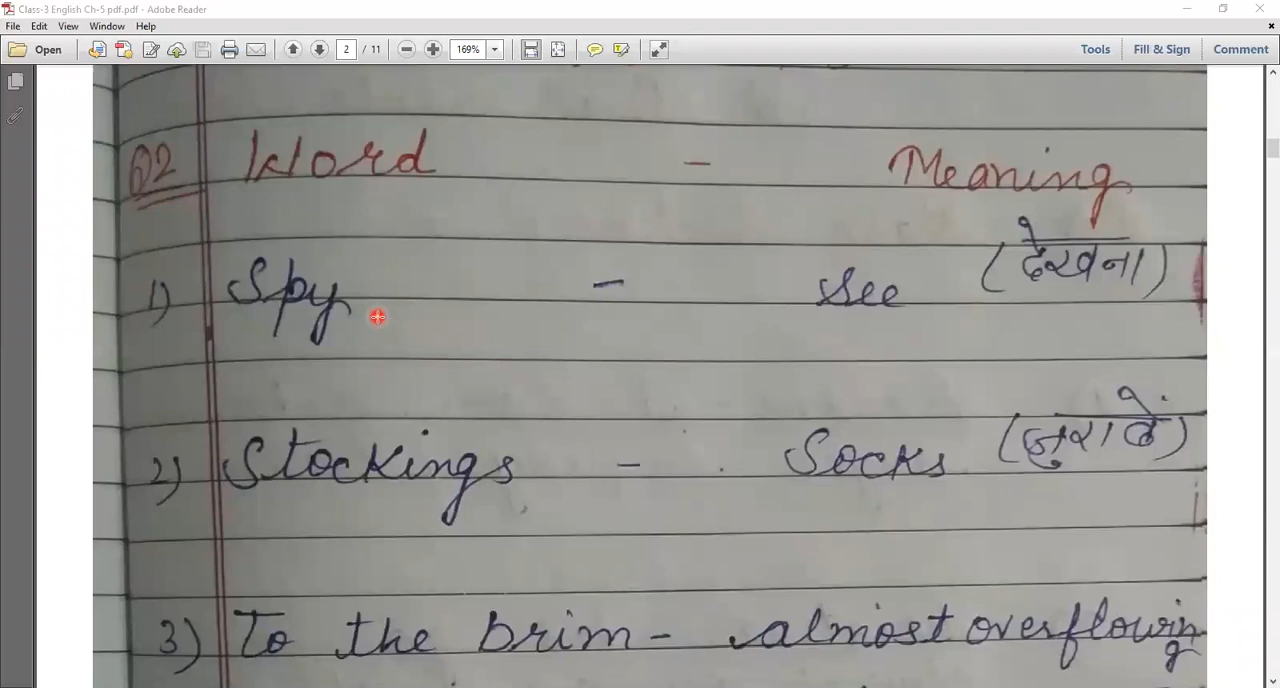 Class-3 English Ch-5 pdf.pdf - Adobe Reader
File Edit View Window Help
Open 2 / 11 169% Tools Fill & Sign Comment
Q2 Word - Meaning
1) Spy - see (देखना)
2) Stockings - Socks (जुराबें)
3) To the brim - almost overflowing